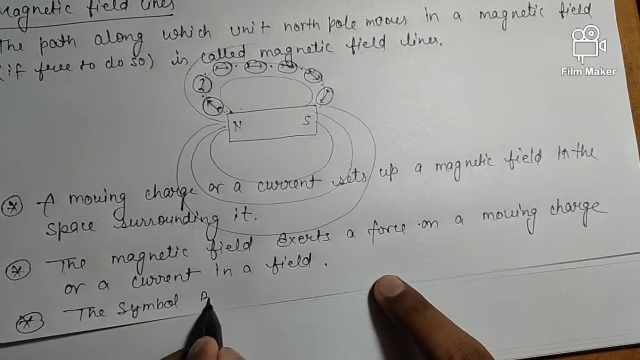 Magnetic field lines
The path along which unit north pole moves in a magnetic field
(if free to do so) is called magnetic field lines.
Film Maker
N S
* A moving charge or a current sets up a magnetic field in the
space surrounding it.
* The magnetic field exerts a force on a moving charge
or a current in a field.
* The Symbol B